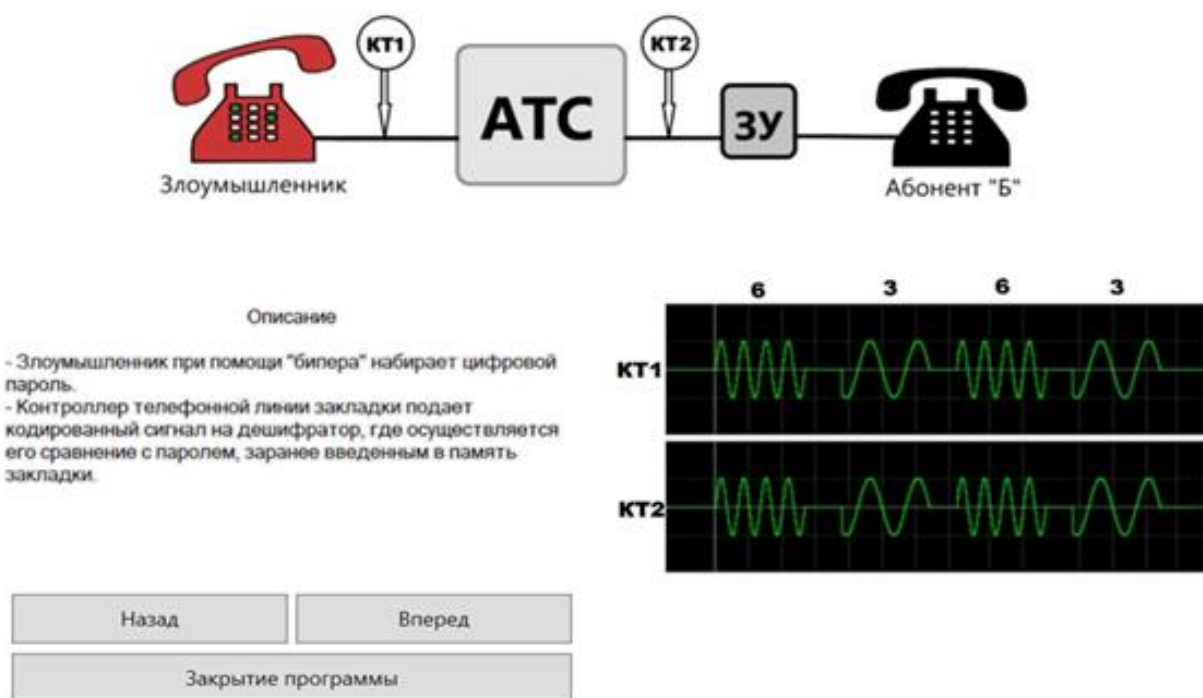 КТ1
КТ2
АТС
ЗУ
Злоумышленник
Абонент "Б"
Описание
- Злоумышленник при помощи "бипера" набирает цифровой
пароль.
- Контроллер телефонной линии закладки подает
кодированный сигнал на дешифратор, где осуществляется
его сравнение с паролем, заранее введенным в память
закладки.
6 3 6 3
КТ1
КТ2
Назад
Вперед
Закрытие программы